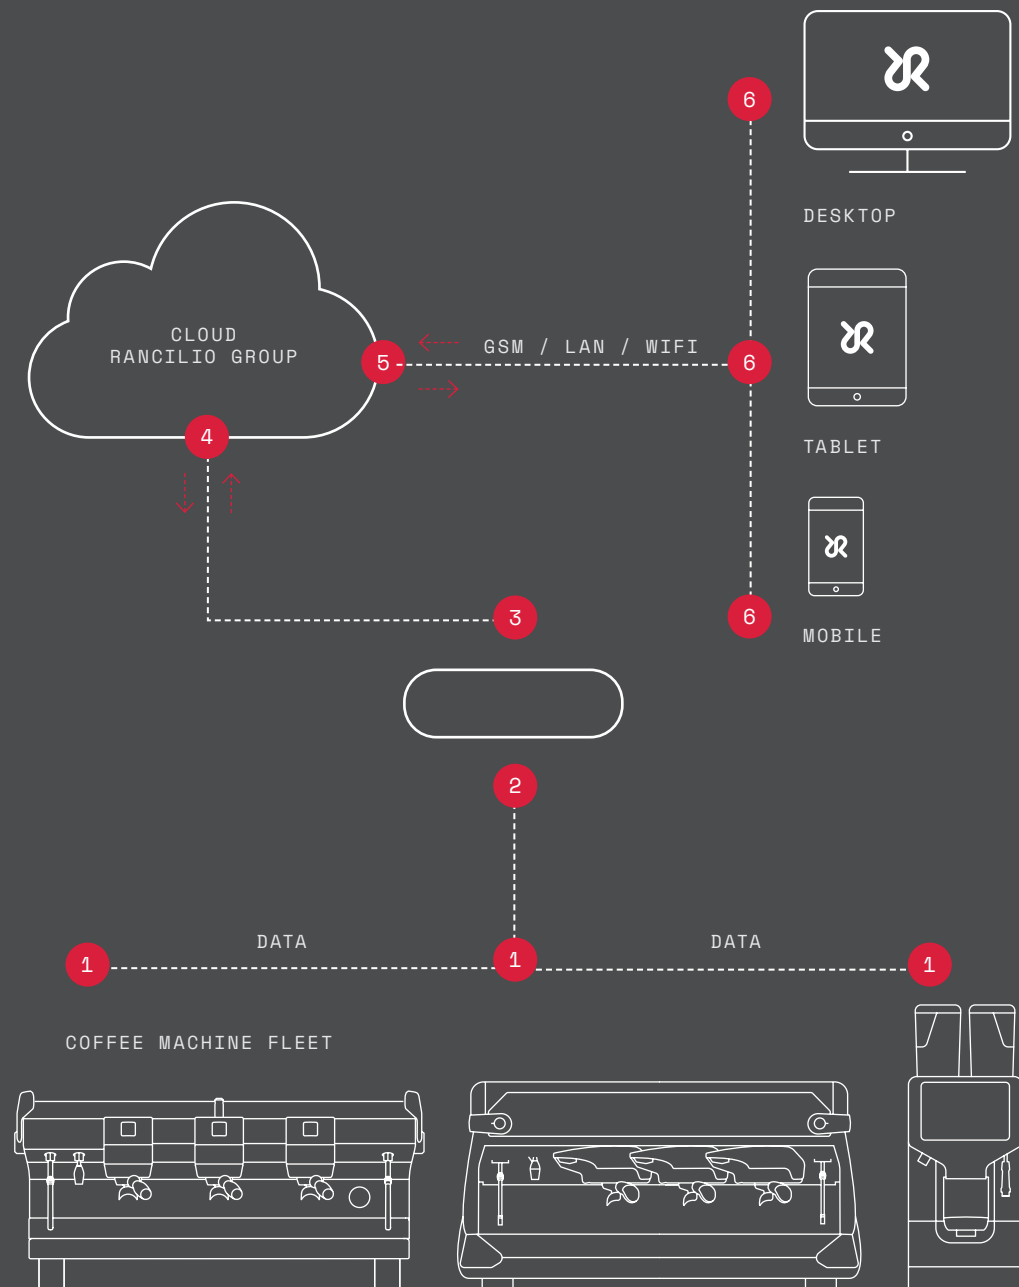 6
DESKTOP
CLOUD
RANCILIO GROUP
5
GSM / LAN / WIFI
6
4
TABLET
3
6
MOBILE
2
DATA
DATA
1
1
1
COFFEE MACHINE FLEET